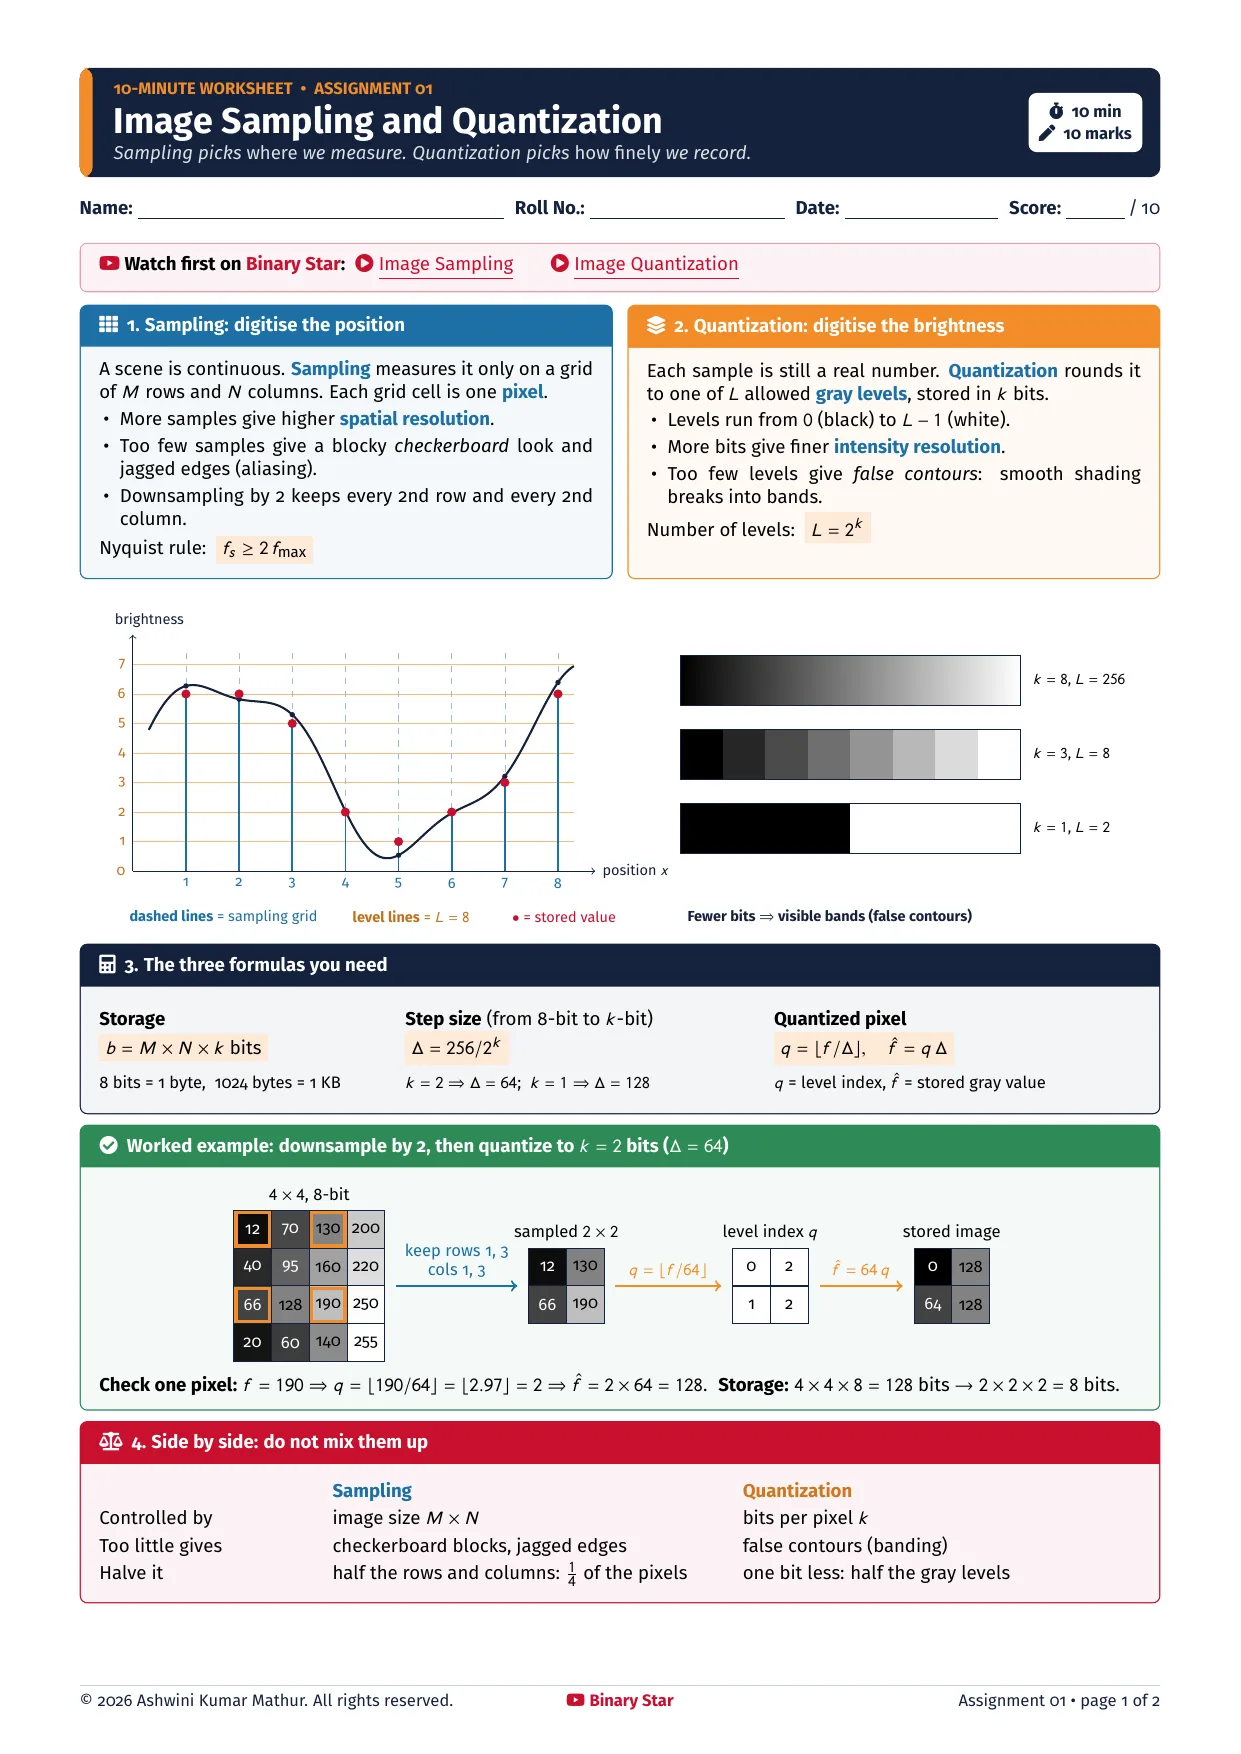 10-MINUTE WORKSHEET • ASSIGNMENT 01
Image Sampling and Quantization
Sampling picks where we measure. Quantization picks how finely we record.
10 min
10 marks
Name: Roll No.: Date: Score: / 10
Watch first on Binary Star: Image Sampling Image Quantization
1. Sampling: digitise the position
A scene is continuous. Sampling measures it only on a grid
of M rows and N columns. Each grid cell is one pixel.
• More samples give higher spatial resolution.
• Too few samples give a blocky checkerboard look and
jagged edges (aliasing).
• Downsampling by 2 keeps every 2nd row and every 2nd
column.
Nyquist rule: fₛ ≥ 2 f_max
2. Quantization: digitise the brightness
Each sample is still a real number. Quantization rounds it
to one of L allowed gray levels, stored in k bits.
• Levels run from 0 (black) to L − 1 (white).
• More bits give finer intensity resolution.
• Too few levels give false contours: smooth shading
breaks into bands.
Number of levels: L = 2ᵏ
brightness
7
6
5
4
3
2
1
0
1 2 3 4 5 6 7 8
position x
dashed lines = sampling grid level lines = L = 8 • = stored value
k = 8, L = 256
k = 3, L = 8
k = 1, L = 2
Fewer bits ⇒ visible bands (false contours)
3. The three formulas you need
Storage
b = M × N × k bits
8 bits = 1 byte, 1024 bytes = 1 KB
Step size (from 8-bit to k-bit)
Δ = 256/2ᵏ
k = 2 ⇒ Δ = 64; k = 1 ⇒ Δ = 128
Quantized pixel
q = ⌊f/Δ⌋, f̂ = q Δ
q = level index, f̂ = stored gray value
Worked example: downsample by 2, then quantize to k = 2 bits (Δ = 64)
4 × 4, 8-bit
12 70 130 200
40 95 160 220
66 128 190 250
20 60 140 255
keep rows 1, 3
cols 1, 3
sampled 2 × 2
12 130
66 190
q = ⌊f/64⌋
level index q
0 2
1 2
f̂ = 64 q
stored image
0 128
64 128
Check one pixel: f = 190 ⇒ q = ⌊190/64⌋ = ⌊2.97⌋ = 2 ⇒ f̂ = 2 × 64 = 128. Storage: 4 × 4 × 8 = 128 bits → 2 × 2 × 2 = 8 bits.
4. Side by side: do not mix them up
Sampling Quantization
Controlled by image size M × N bits per pixel k
Too little gives checkerboard blocks, jagged edges false contours (banding)
Halve it half the rows and columns: 1/4 of the pixels one bit less: half the gray levels
© 2026 Ashwini Kumar Mathur. All rights reserved. Binary Star Assignment 01 • page 1 of 2